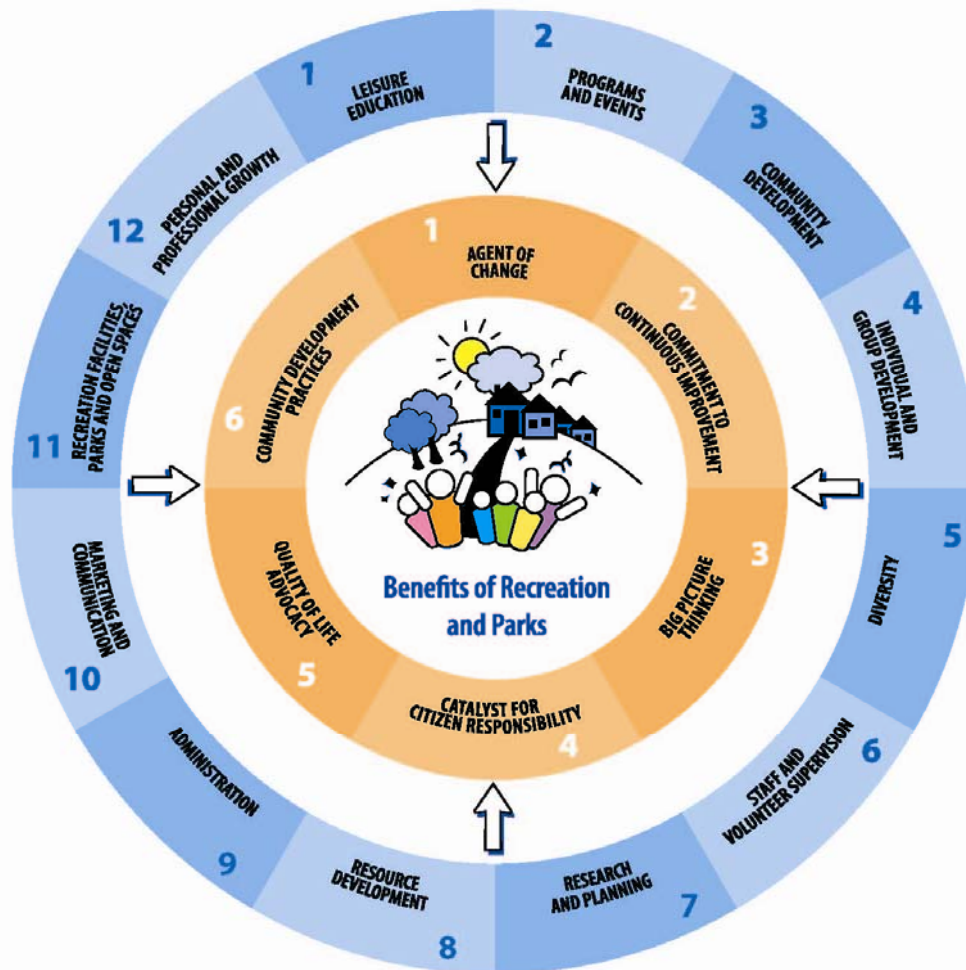 1
LEISURE
EDUCATION
2
PROGRAMS
AND EVENTS
3
COMMUNITY
DEVELOPMENT
4
INDIVIDUAL AND
GROUP DEVELOPMENT
5
DIVERSITY
6
STAFF AND
VOLUNTEER SUPERVISION
7
RESEARCH
AND PLANNING
8
RESOURCE
DEVELOPMENT
9
ADMINISTRATION
10
MARKETING AND
COMMUNICATION
11
RECREATION FACILITIES,
PARKS AND OPEN SPACES
12
PERSONAL AND
PROFESSIONAL GROWTH
1
AGENT OF
CHANGE
2
COMMITMENT TO
CONTINUOUS IMPROVEMENT
3
BIG PICTURE
THINKING
4
CATALYST FOR
CITIZEN RESPONSIBILITY
5
QUALITY OF LIFE
ADVOCACY
6
COMMUNITY DEVELOPMENT
PRACTICES
Benefits of Recreation
and Parks